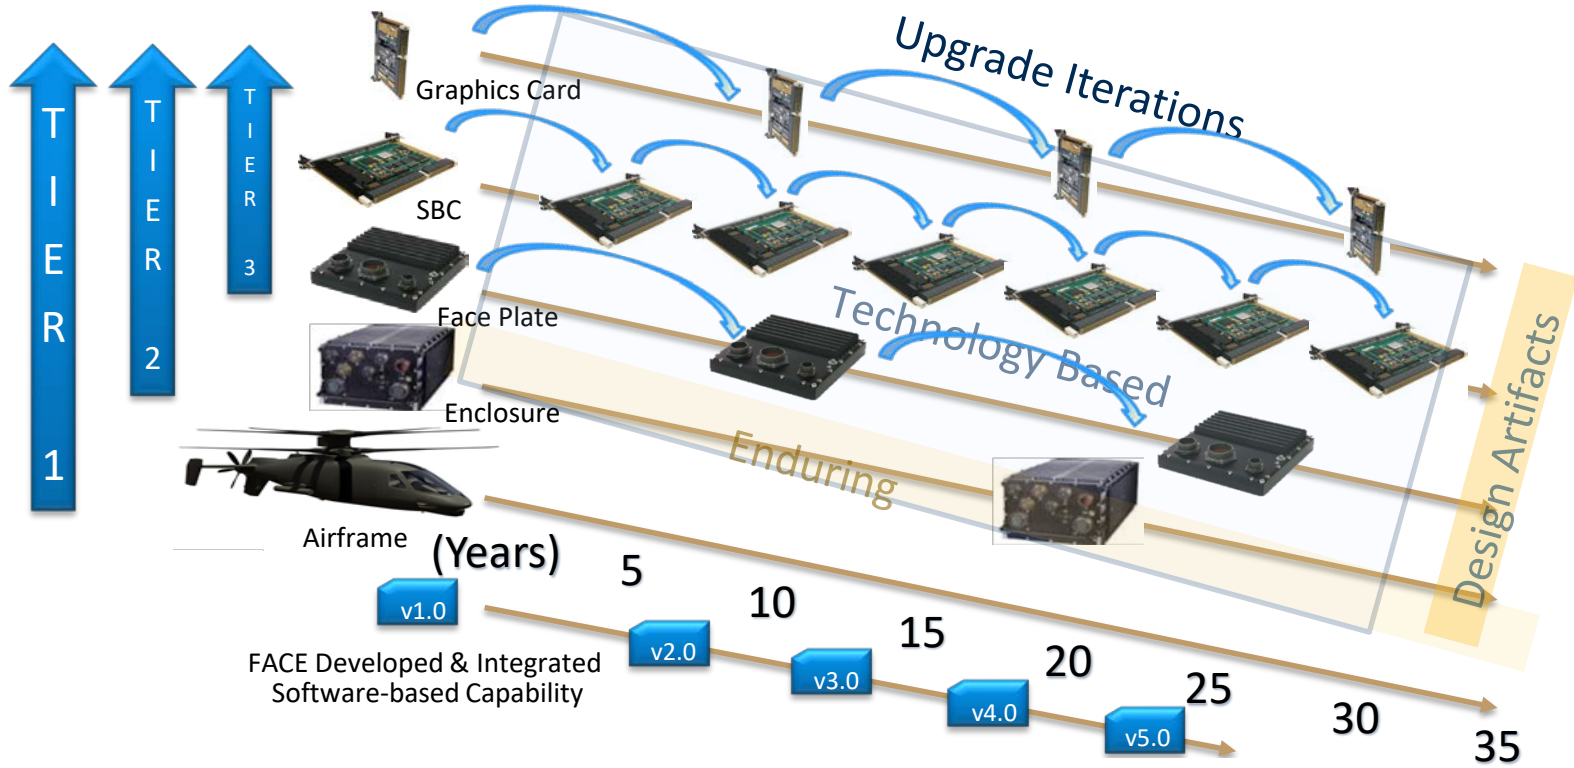 Upgrade Iterations
TIER 1
TIER 2
TIER 3
Graphics Card
SBC
Face Plate
Technology Based
Enclosure
Enduring
Design Artifacts
Airframe
(Years)
5
10
15
20
25
30
35
v1.0
v2.0
v3.0
v4.0
v5.0
FACE Developed & Integrated
Software-based Capability